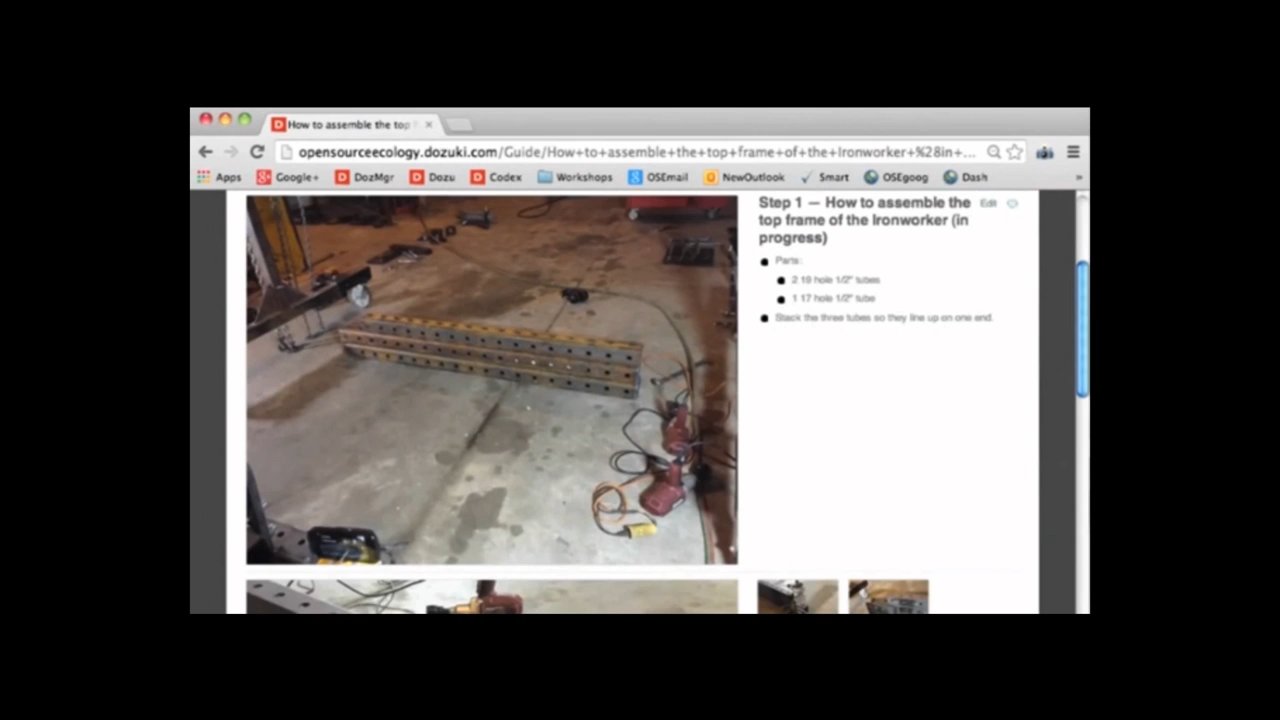 How to assemble the top
opensourceecology.dozuki.com/Guide/How+to+assemble+the+top+frame+of+the+Ironworker+%28in+...
Apps Google+ DozMgr Dozu Codex Workshops OSEmail NewOutlook Smart OSEgoog Dash »
Step 1 — How to assemble the Edit
top frame of the Ironworker (in
progress)
Parts:
2 19 hole 1/2" tubes
1 17 hole 1/2" tube
Stack the three tubes so they line up on one end.